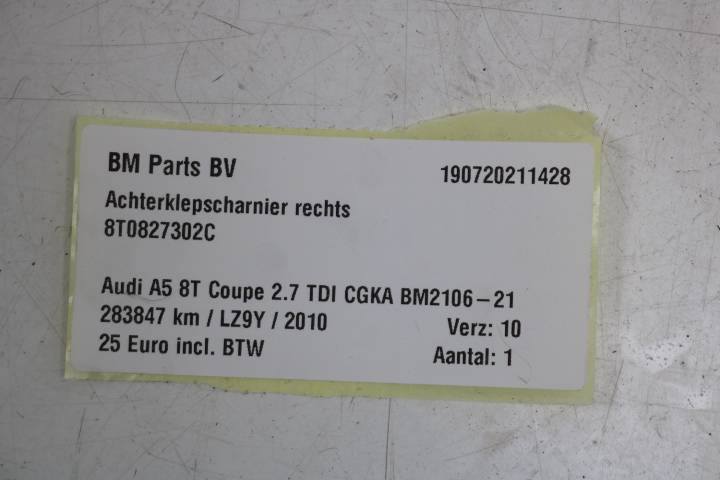 BM Parts BV 190720211428
Achterklepscharnier rechts
8T0827302C
Audi A5 8T Coupe 2.7 TDI CGKA BM2106-21
283847 km / LZ9Y / 2010 Verz: 10
25 Euro incl. BTW Aantal: 1